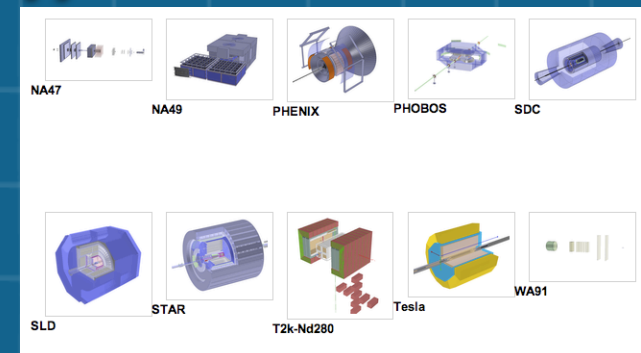 NA47
NA49
PHENIX
PHOBOS
SDC
SLD
STAR
T2k-Nd280
Tesla
WA91